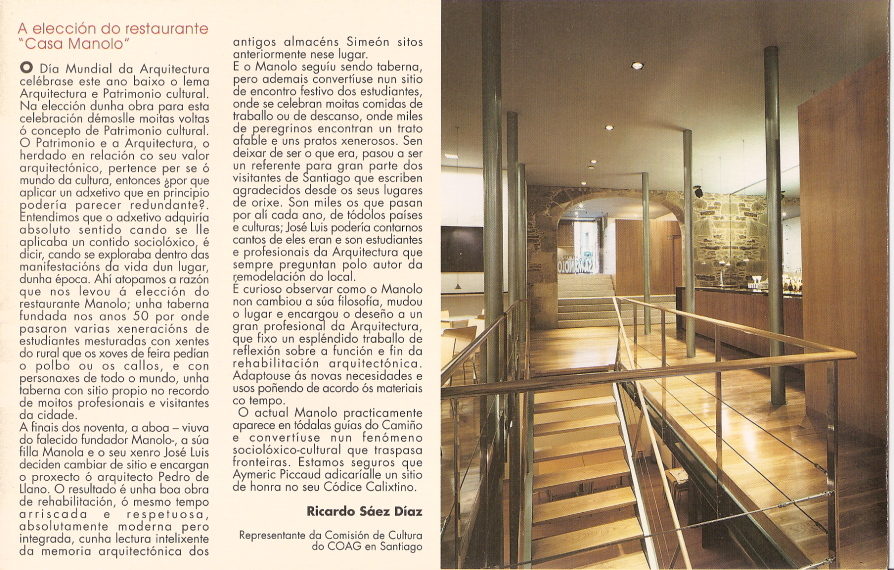 A elección do restaurante
"Casa Manolo"
O Día Mundial da Arquitectura
celébrase este ano baixo o lema
Arquitectura e Patrimonio cultural.
Na elección dunha obra para esta
celebración démoslle moitas voltas
ó concepto de Patrimonio cultural.
O Patrimonio e a Arquitectura, o
herdado en relación co seu valor
arquitectónico, pertence per se ó
mundo da cultura, entonces ¿por que
aplicar un adxetivo que en principio
podería parecer redundante?.
Entendimos que o adxetivo adquiría
absoluto sentido cando se lle
aplicaba un contido sociolóxico, é
dicir, cando se exploraba dentro das
manifestacións da vida dun lugar,
dunha época. Ahí atopamos a razón
que nos levou á elección do
restaurante Manolo; unha taberna
fundada nos anos 50 por onde
pasaron varias xeneracións de
estudiantes mesturadas con xentes
do rural que os xoves de feira pedían
o polbo ou os callos, e con
personaxes de todo o mundo, unha
taberna con sitio propio no recordo
de moitos profesionais e visitantes
da cidade.
A finais dos noventa, a aboa – viuva
do falecido fundador Manolo-, a súa
filla Manola e o seu xenro José Luis
deciden cambiar de sitio e encargan
o proxecto ó arquitecto Pedro de
Llano. O resultado é unha boa obra
de rehabilitación, ó mesmo tempo
arriscada e respetuosa,
absolutamente moderna pero
integrada, cunha lectura intelixente
da memoria arquitectónica dos
antigos almacéns Simeón sitos
anteriormente nese lugar.
E o Manolo seguíu sendo taberna,
pero ademais convertíuse nun sitio
de encontro festivo dos estudiantes,
onde se celebran moitas comidas de
traballo ou de descanso, onde miles
de peregrinos encontran un trato
afable e uns pratos xenerosos. Sen
deixar de ser o que era, pasou a ser
un referente para gran parte dos
visitantes de Santiago que escriben
agradecidos desde os seus lugares
de orixe. Son miles os que pasan
por alí cada ano, de tódolos países
e culturas; José Luis podería contarnos
cantos de eles eran e son estudiantes
e profesionais da Arquitectura que
sempre preguntan polo autor da
remodelación do local.
É curioso observar como o Manolo
non cambiou a súa filosofía, mudou
o lugar e encargou o deseño a un
gran profesional da Arquitectura,
que fixo un espléndido traballo de
reflexión sobre a función e fin da
rehabilitación arquitectónica.
Adaptouse ás novas necesidades e
usos poñendo de acordo ós materiais
co tempo.
O actual Manolo practicamente
aparece en tódalas guías do Camiño
e convertíuse nun fenómeno
sociolóxico-cultural que traspasa
fronteiras. Estamos seguros que
Aymeric Piccaud adicaríalle un sitio
de honra no seu Códice Calixtino.
Ricardo Sáez Díaz
Representante da Comisión de Cultura
do COAG en Santiago